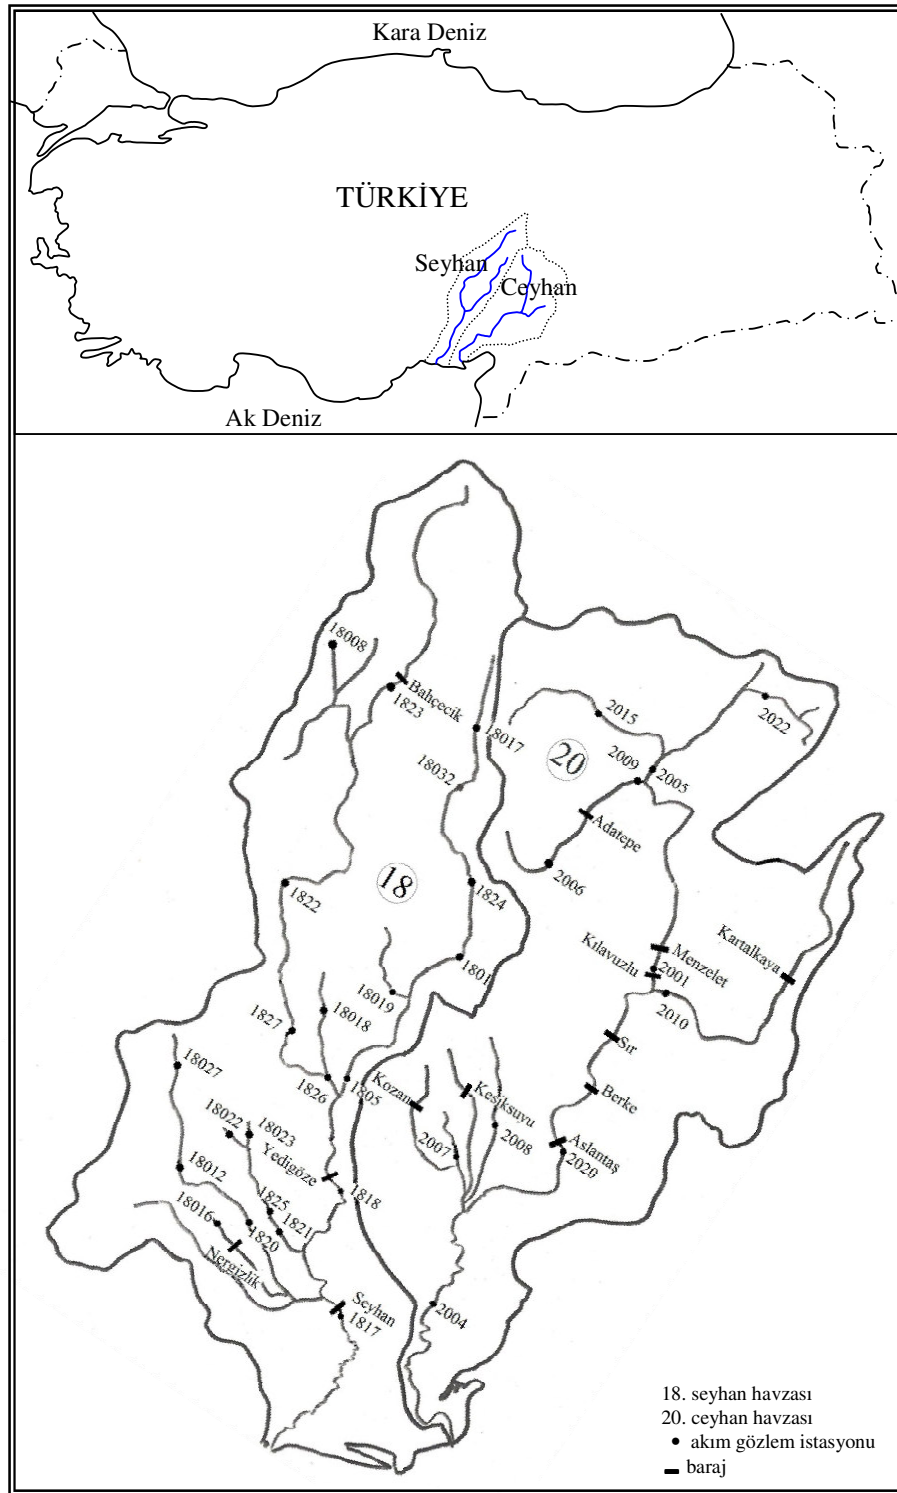 Kara Deniz
TÜRKİYE
Seyhan
Ceyhan
Ak Deniz
18008
Bahçecik
1823
18017
2015
2022
20
2009
2005
18032
Adatepe
18
1822
1824
2006
Menzelet
Kartalkaya
Kılavuzlu
2001
1801
18019
2010
18018
1827
Sır
18027
1826
1805
Kozan
Kesiksuyu
Berke
18022
18023
2007
2008
Aslantaş
2020
Yedigöze
18012
1818
1825
18016
1820
1821
Nergizlik
Seyhan
1817
2004
18. seyhan havzası
20. ceyhan havzası
akım gözlem istasyonu
baraj